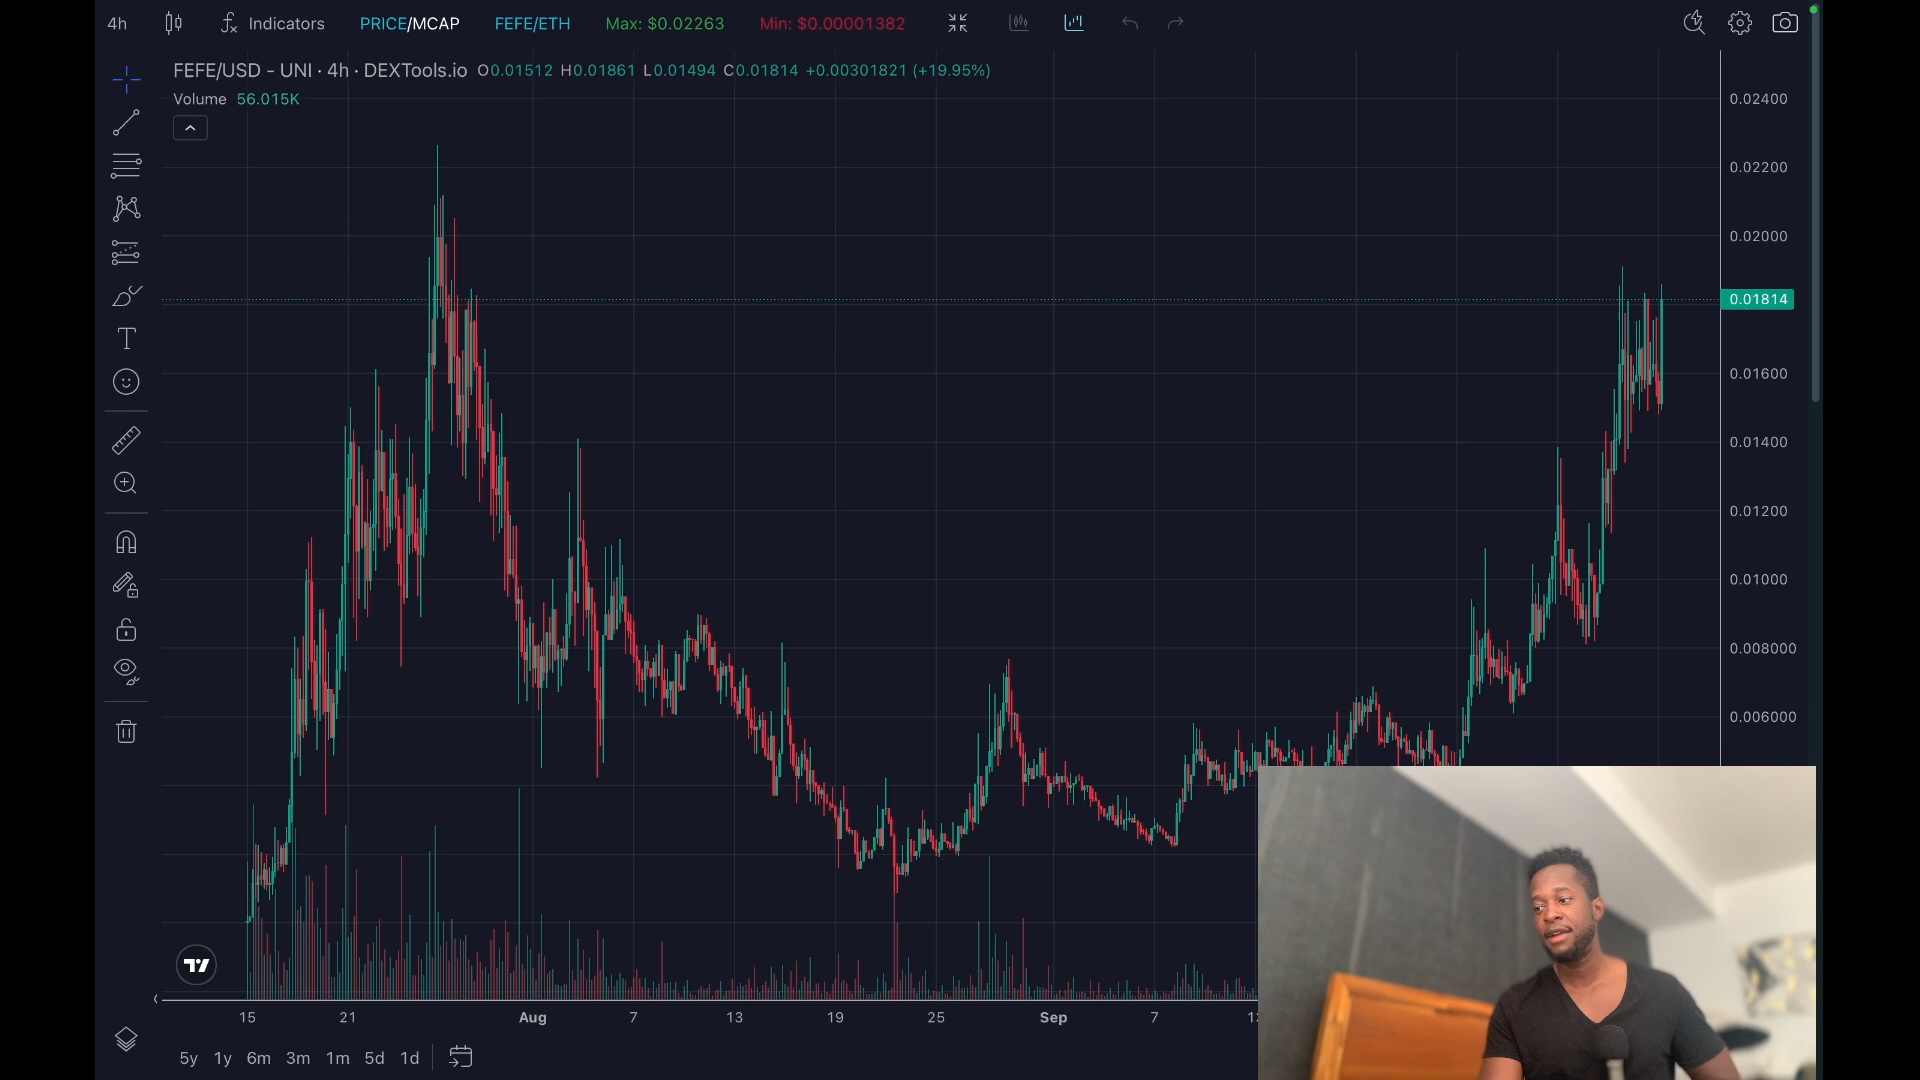 4h Indicators PRICE/MCAP FEFE/ETH Max: $0.02263 Min: $0.00001382
FEFE/USD - UNI · 4h · DEXTools.io O0.01512 H0.01861 L0.01494 C0.01814 +0.00301821 (+19.95%)
Volume 56.015K
0.02400
0.02200
0.02000
0.01814
0.01600
0.01400
0.01200
0.01000
0.008000
0.006000
15 21 Aug 7 13 19 25 Sep 7
5y 1y 6m 3m 1m 5d 1d